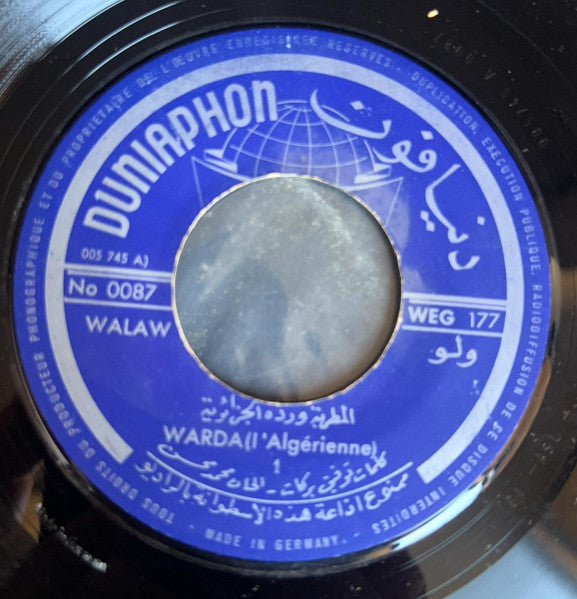 TOUS DROITS DU PRODUCTEUR PHONOGRAPHIQUE ET DU PROPRIETAIRE DE L'ŒUVRE ENREGISTREE RESERVES - DUPLICATION, EXECUTION PUBLIQUE, RADIODIFFUSION DE CE DISQUE INTERDITES
DUNIAPHON
دنيافون
005 745 A)
No 0087
WEG 177
WALAW
ولو
المطربة وردة الجزائرية
WARDA(l'Algérienne)
1
كلمات توفيق بركات - الحان محمد محسن
ممنوع اذاعة هذه الاسطوانة بالراديو
MADE IN GERMANY